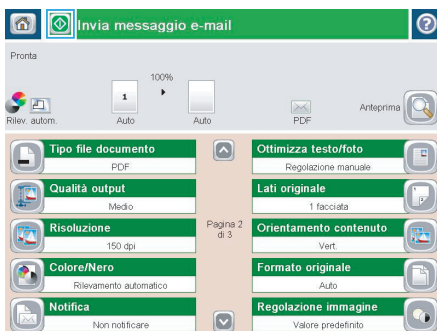 Invia messaggio e-mail
?
Pronta
100%
1
Rilev. autom.
Auto
Auto
PDF
Anteprima
Tipo file documento
PDF
Ottimizza testo/foto
Regolazione manuale
Qualità output
Medio
Lati originale
1 facciata
Risoluzione
150 dpi
Pagina 2
di 3
Orientamento contenuto
Vert.
Colore/Nero
Rilevamento automatico
Formato originale
Auto
Notifica
Non notificare
Regolazione immagine
Valore predefinito